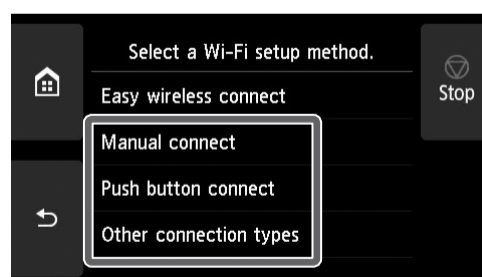 Select a Wi-Fi setup method.
Easy wireless connect
Stop
Manual connect
Push button connect
Other connection types